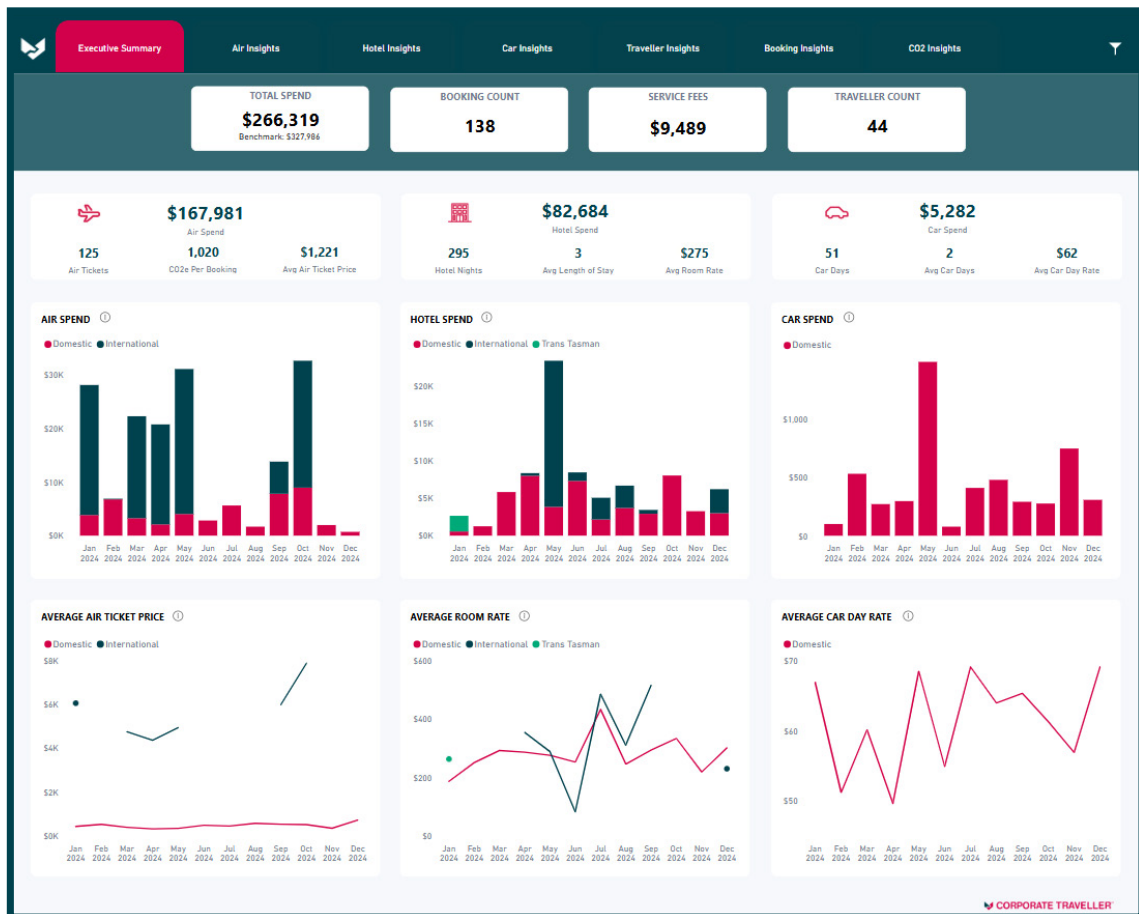 Executive Summary
Air Insights
Hotel Insights
Car Insights
Traveller Insights
Booking Insights
CO2 Insights
TOTAL SPEND
$266,319
Benchmark: $327,986
BOOKING COUNT
138
SERVICE FEES
$9,489
TRAVELLER COUNT
44
$167,981
Air Spend
125
Air Tickets
1,020
CO2e Per Booking
$1,221
Avg Air Ticket Price
$82,684
Hotel Spend
295
Hotel Nights
3
Avg Length of Stay
$275
Avg Room Rate
$5,282
Car Spend
51
Car Days
2
Avg Car Days
$62
Avg Car Day Rate
AIR SPEND
Domestic International
$30K
$20K
$10K
$0K
Jan Feb Mar Apr May Jun Jul Aug Sep Oct Nov Dec
2024 2024 2024 2024 2024 2024 2024 2024 2024 2024 2024 2024
HOTEL SPEND
Domestic International Trans Tasman
$20K
$15K
$10K
$5K
$0K
Jan Feb Mar Apr May Jun Jul Aug Sep Oct Nov Dec
2024 2024 2024 2024 2024 2024 2024 2024 2024 2024 2024 2024
CAR SPEND
Domestic
$1,000
$500
$0
Jan Feb Mar Apr May Jun Jul Aug Sep Oct Nov Dec
2024 2024 2024 2024 2024 2024 2024 2024 2024 2024 2024 2024
AVERAGE AIR TICKET PRICE
Domestic International
$8K
$6K
$4K
$2K
$0K
Jan Feb Mar Apr May Jun Jul Aug Sep Oct Nov Dec
2024 2024 2024 2024 2024 2024 2024 2024 2024 2024 2024 2024
AVERAGE ROOM RATE
Domestic International Trans Tasman
$600
$400
$200
$0
Jan Feb Mar Apr May Jun Jul Aug Sep Oct Nov Dec
2024 2024 2024 2024 2024 2024 2024 2024 2024 2024 2024 2024
AVERAGE CAR DAY RATE
Domestic
$70
$60
$50
Jan Feb Mar Apr May Jun Jul Aug Sep Oct Nov Dec
2024 2024 2024 2024 2024 2024 2024 2024 2024 2024 2024 2024
CORPORATE TRAVELLER